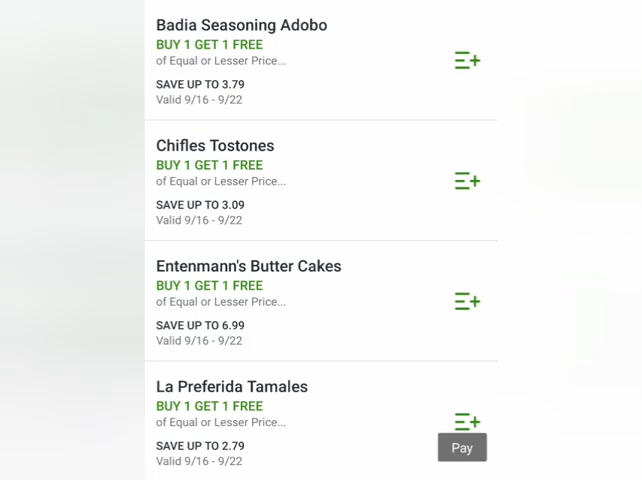 Badia Seasoning Adobo
BUY 1 GET 1 FREE
of Equal or Lesser Price...
SAVE UP TO 3.79
Valid 9/16 - 9/22
Chifles Tostones
BUY 1 GET 1 FREE
of Equal or Lesser Price...
SAVE UP TO 3.09
Valid 9/16 - 9/22
Entenmann's Butter Cakes
BUY 1 GET 1 FREE
of Equal or Lesser Price...
SAVE UP TO 6.99
Valid 9/16 - 9/22
La Preferida Tamales
BUY 1 GET 1 FREE
of Equal or Lesser Price...
SAVE UP TO 2.79
Pay
Valid 9/16 - 9/22